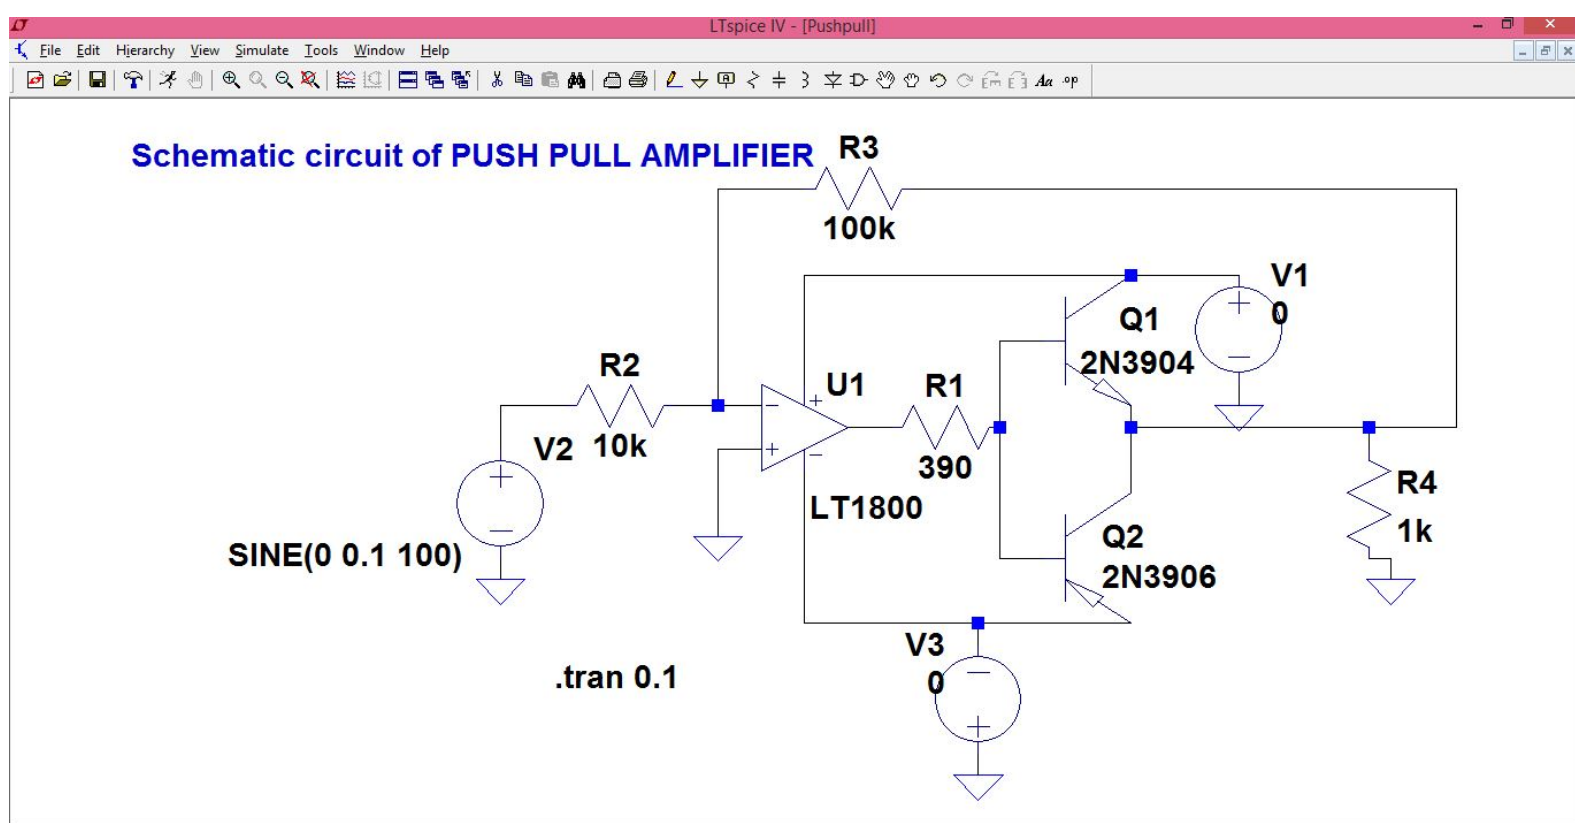 LTspice IV - [Pushpull]
File Edit Hierarchy View Simulate Tools Window Help
Aa .op
Schematic circuit of PUSH PULL AMPLIFIER
R3
100k
V1
0
Q1
2N3904
R2
10k
U1
LT1800
R1
390
V2
SINE(0 0.1 100)
R4
1k
Q2
2N3906
V3
0
.tran 0.1